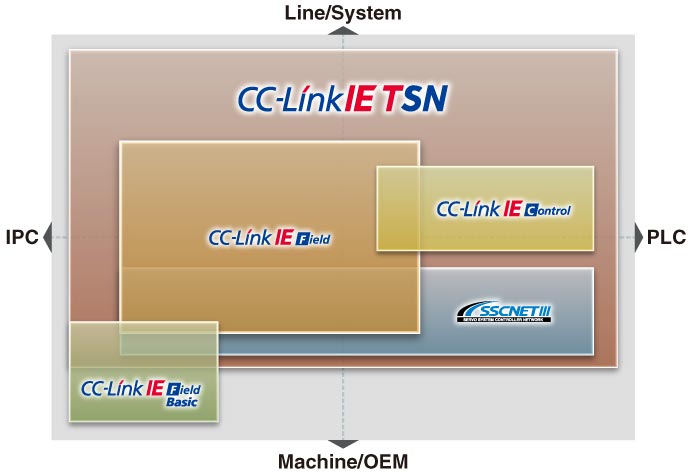 Line/System
CC-Link IE TSN
CC-Link IE Control
IPC
CC-Link IE Field
PLC
SSCNET III
SERVO SYSTEM CONTROLLER NETWORK
CC-Link IE Field
Basic
Machine/OEM